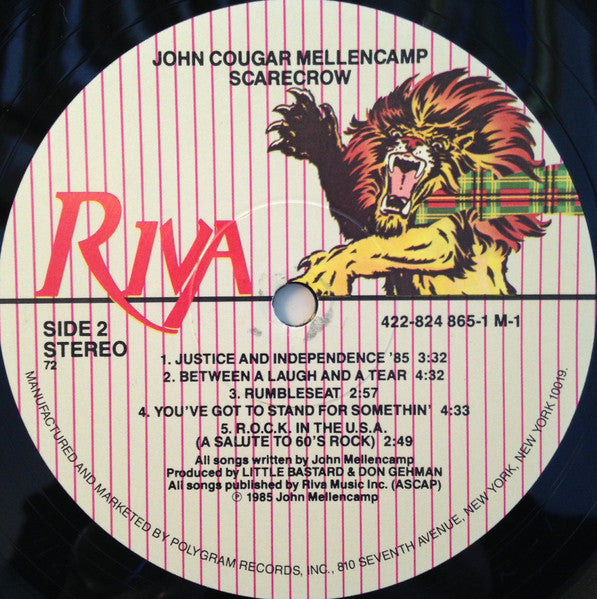 JOHN COUGAR MELLENCAMP
SCARECROW
RIVA
SIDE 2
STEREO
72
422-824 865-1 M-1
1. JUSTICE AND INDEPENDENCE '85 3:32
2. BETWEEN A LAUGH AND A TEAR 4:32
3. RUMBLESEAT 2:57
4. YOU'VE GOT TO STAND FOR SOMETHIN' 4:33
5. R.O.C.K. IN THE U.S.A.
(A SALUTE TO 60'S ROCK) 2:49
All songs written by John Mellencamp
Produced by LITTLE BASTARD & DON GEHMAN
All songs published by Riva Music Inc. (ASCAP)
℗ 1985 John Mellencamp
MANUFACTURED AND MARKETED BY POLYGRAM RECORDS, INC., 810 SEVENTH AVENUE, NEW YORK, NEW YORK 10019.